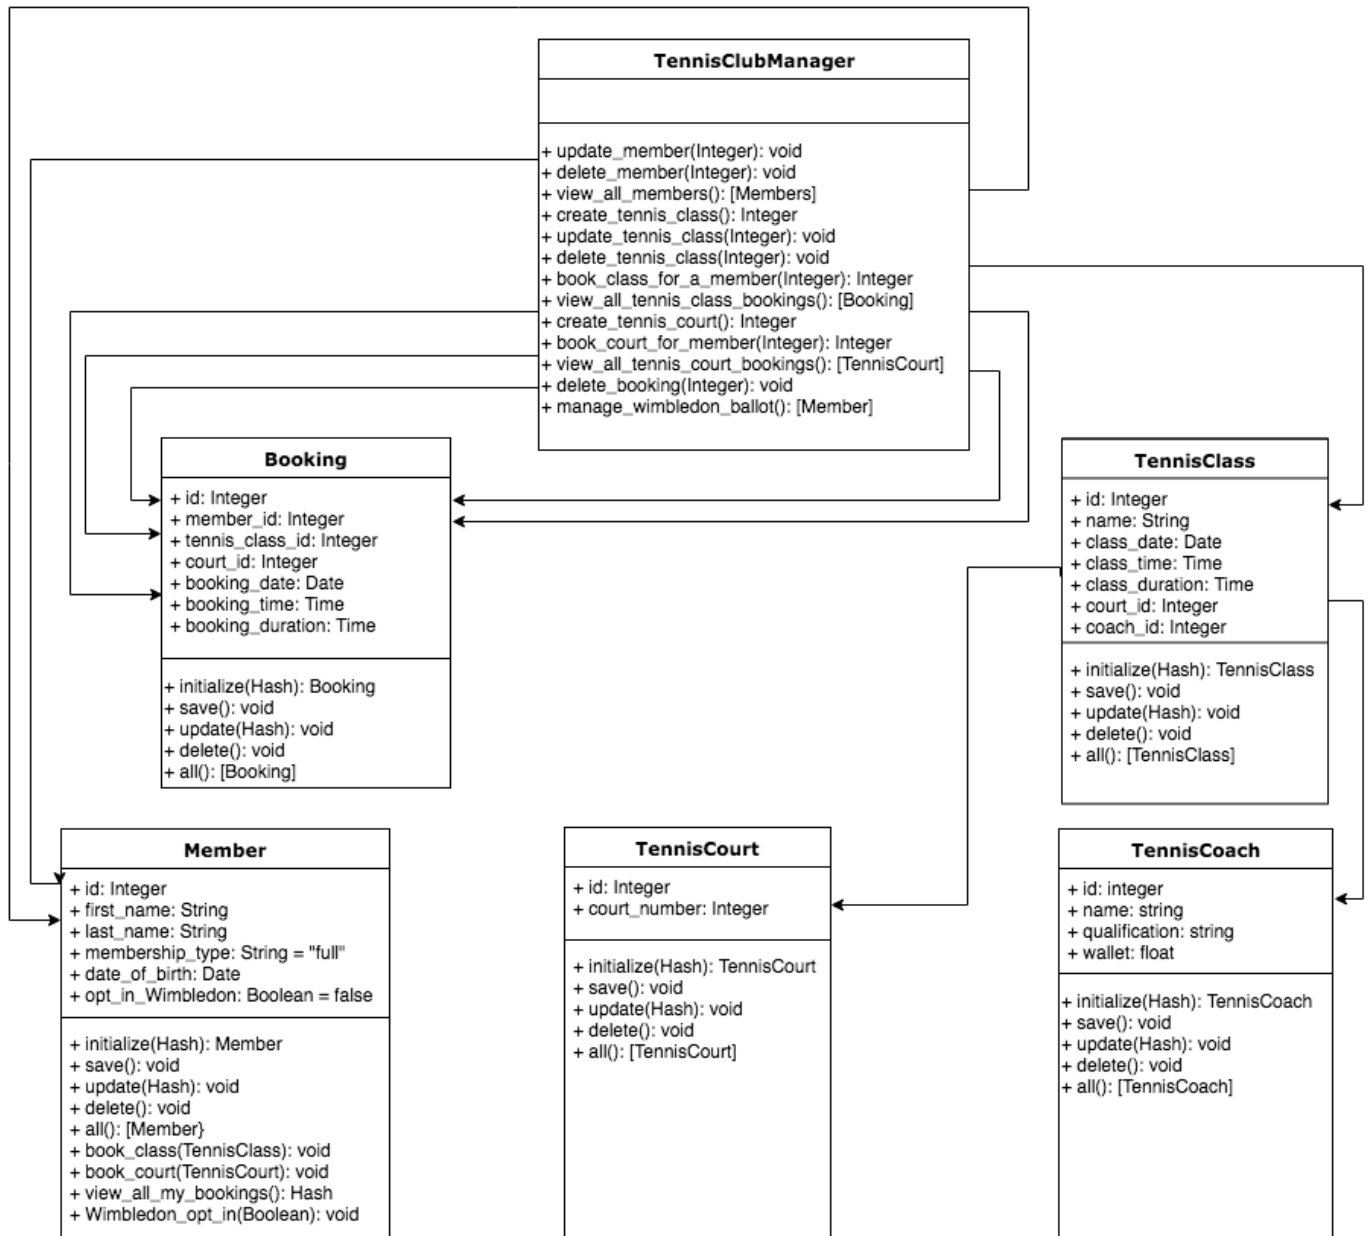 TennisClubManager
+ update_member(Integer): void
+ delete_member(Integer): void
+ view_all_members(): [Members]
+ create_tennis_class(): Integer
+ update_tennis_class(Integer): void
+ delete_tennis_class(Integer): void
+ book_class_for_a_member(Integer): Integer
+ view_all_tennis_class_bookings(): [Booking]
+ create_tennis_court(): Integer
+ book_court_for_member(Integer): Integer
+ view_all_tennis_court_bookings(): [TennisCourt]
+ delete_booking(Integer): void
+ manage_wimbledon_ballot(): [Member]
Booking
+ id: Integer
+ member_id: Integer
+ tennis_class_id: Integer
+ court_id: Integer
+ booking_date: Date
+ booking_time: Time
+ booking_duration: Time
+ initialize(Hash): Booking
+ save(): void
+ update(Hash): void
+ delete(): void
+ all(): [Booking]
TennisClass
+ id: Integer
+ name: String
+ class_date: Date
+ class_time: Time
+ class_duration: Time
+ court_id: Integer
+ coach_id: Integer
+ initialize(Hash): TennisClass
+ save(): void
+ update(Hash): void
+ delete(): void
+ all(): [TennisClass]
Member
+ id: Integer
+ first_name: String
+ last_name: String
+ membership_type: String = "full"
+ date_of_birth: Date
+ opt_in_Wimbledon: Boolean = false
+ initialize(Hash): Member
+ save(): void
+ update(Hash): void
+ delete(): void
+ all(): [Member}
+ book_class(TennisClass): void
+ book_court(TennisCourt): void
+ view_all_my_bookings(): Hash
+ Wimbledon_opt_in(Boolean): void
TennisCourt
+ id: Integer
+ court_number: Integer
+ initialize(Hash): TennisCourt
+ save(): void
+ update(Hash): void
+ delete(): void
+ all(): [TennisCourt]
TennisCoach
+ id: integer
+ name: string
+ qualification: string
+ wallet: float
+ initialize(Hash): TennisCoach
+ save(): void
+ update(Hash): void
+ delete(): void
+ all(): [TennisCoach]